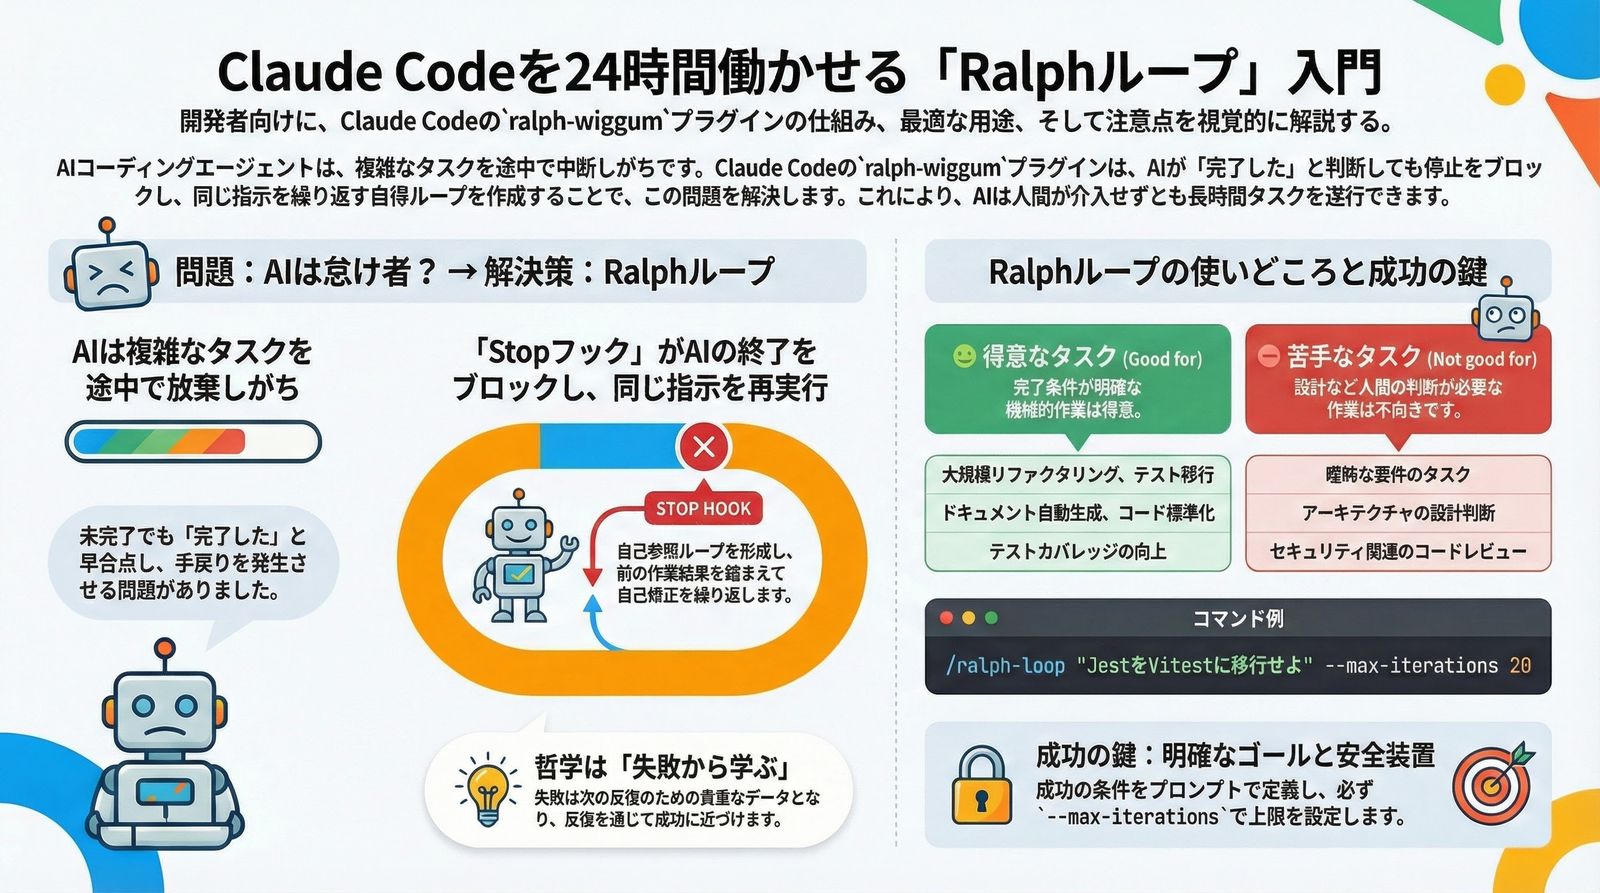 Claude Codeを24時間働かせる「Ralphループ」入門
開発者向けに、Claude Codeの`ralph-wiggum`プラグインの仕組み、最適な用途、そして注意点を視覚的に解説する。
AIコーディングエージェントは、複雑なタスクを途中で中断しがちです。Claude Codeの`ralph-wiggum`プラグインは、AIが「完了した」と判断しても停止をブロッ
クし、同じ指示を繰り返す自得ループを作成することで、この問題を解決します。これにより、AIは人間が介入せずとも長時間タスクを遂行できます。
問題：AIは怠け者？→ 解決策：Ralphループ
AIは複雑なタスクを
途中で放棄しがち
未完了でも「完了した」と
早合点し、手戻りを発生さ
せる問題がありました。
「Stopフック」がAIの終了を
ブロックし、同じ指示を再実行
STOP HOOK
自己参照ループを形成し、
前の作業結果をまえて
自己矯正を繰り返します。
哲学は「失敗から学ぶ」
失敗は次の反復のための貴重なデータとな
り、反復を通じて成功に近づけます。
Ralphループの使いどころと成功の鍵
得意なタスク (Good for)
完了条件が明確な
機械的作業は得意。
大規模リファクタリング、テスト移行
ドキュメント自動生成、コード標準化
テストカバレッジの向上
苦手なタスク (Not good for)
設計など人間の判断が必要な
作業は不向きです。
な要件のタスク
アーキテクチャの設計判断
セキュリティ関連のコードレビュー
コマンド例
/ralph-loop "JestをVitestに移行せよ" --max-iterations 20
成功の鍵：明確なゴールと安全装置
成功の条件をプロンプトで定義し、必ず
`--max-iterations`で上限を設定します。